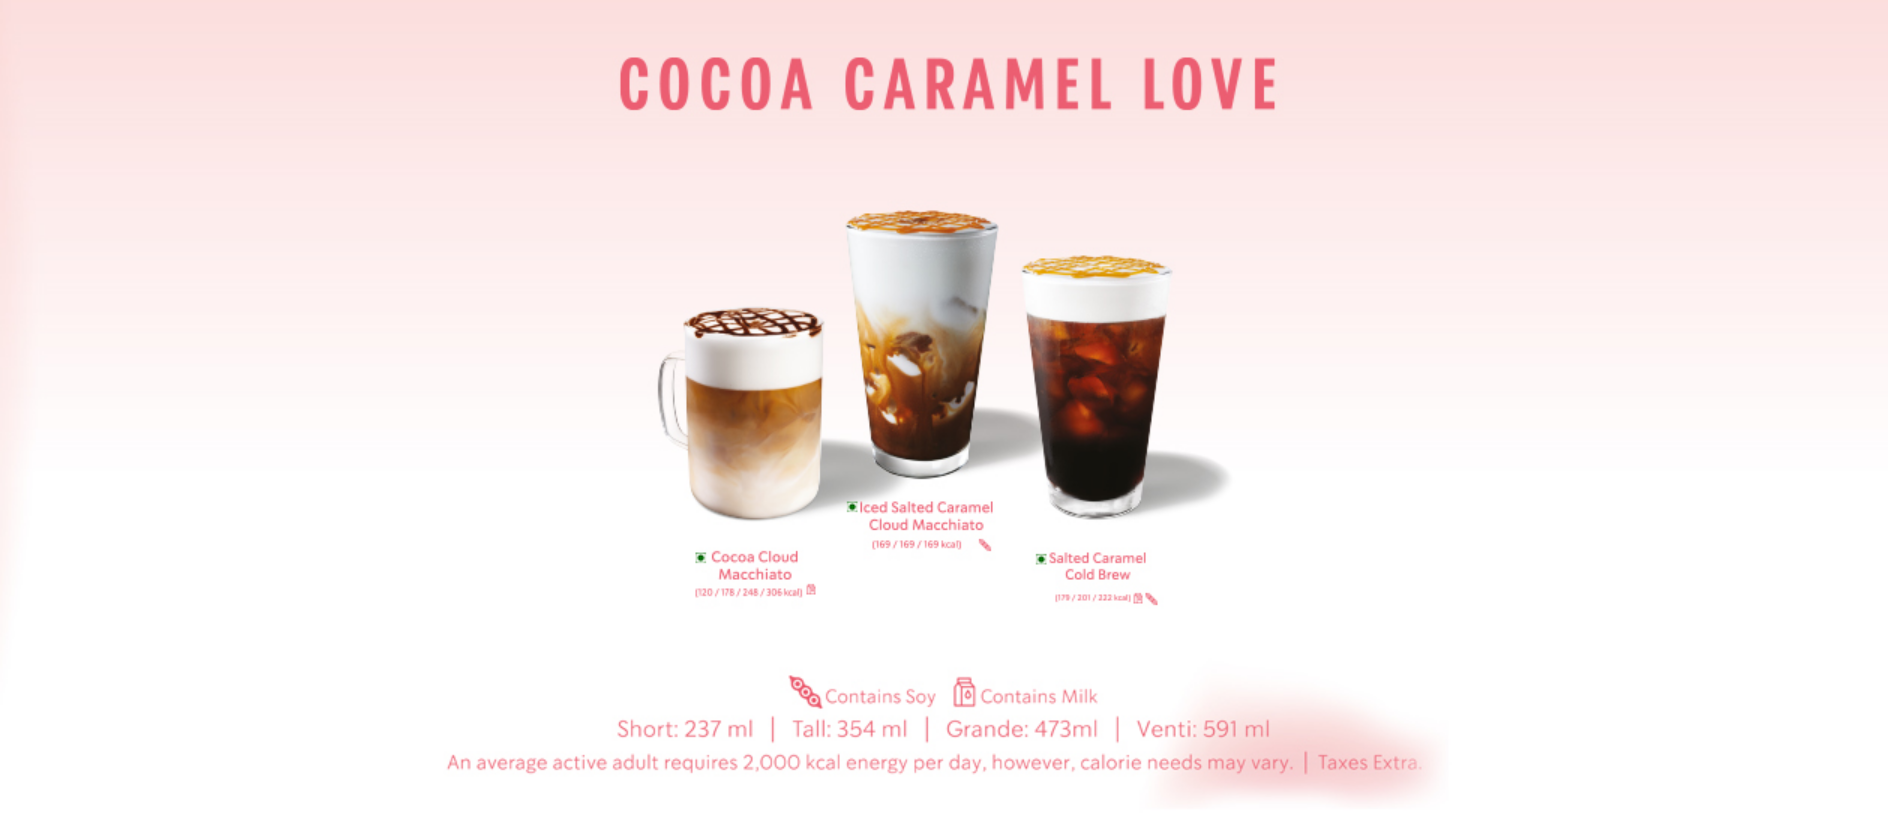 COCOA CARAMEL LOVE
Iced Salted Caramel
Cloud Macchiato
(169 / 169 / 169 kcal)
Cocoa Cloud
Macchiato
(120 / 178 / 248 / 306 kcal)
Salted Caramel
Cold Brew
(179 / 201 / 222 kcal)
Contains Soy Contains Milk
Short: 237 ml | Tall: 354 ml | Grande: 473ml | Venti: 591 ml
An average active adult requires 2,000 kcal energy per day, however, calorie needs may vary. | Taxes Extra.